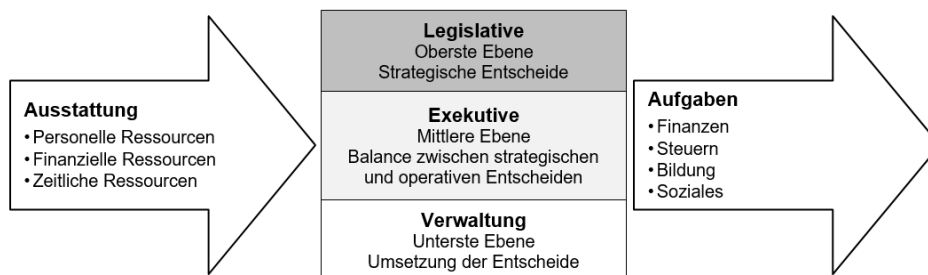 Ausstattung
• Personelle Ressourcen
• Finanzielle Ressourcen
• Zeitliche Ressourcen
Legislative
Oberste Ebene
Strategische Entscheide
Exekutive
Mittlere Ebene
Balance zwischen strategischen
und operativen Entscheiden
Verwaltung
Unterste Ebene
Umsetzung der Entscheide
Aufgaben
• Finanzen
• Steuern
• Bildung
• Soziales